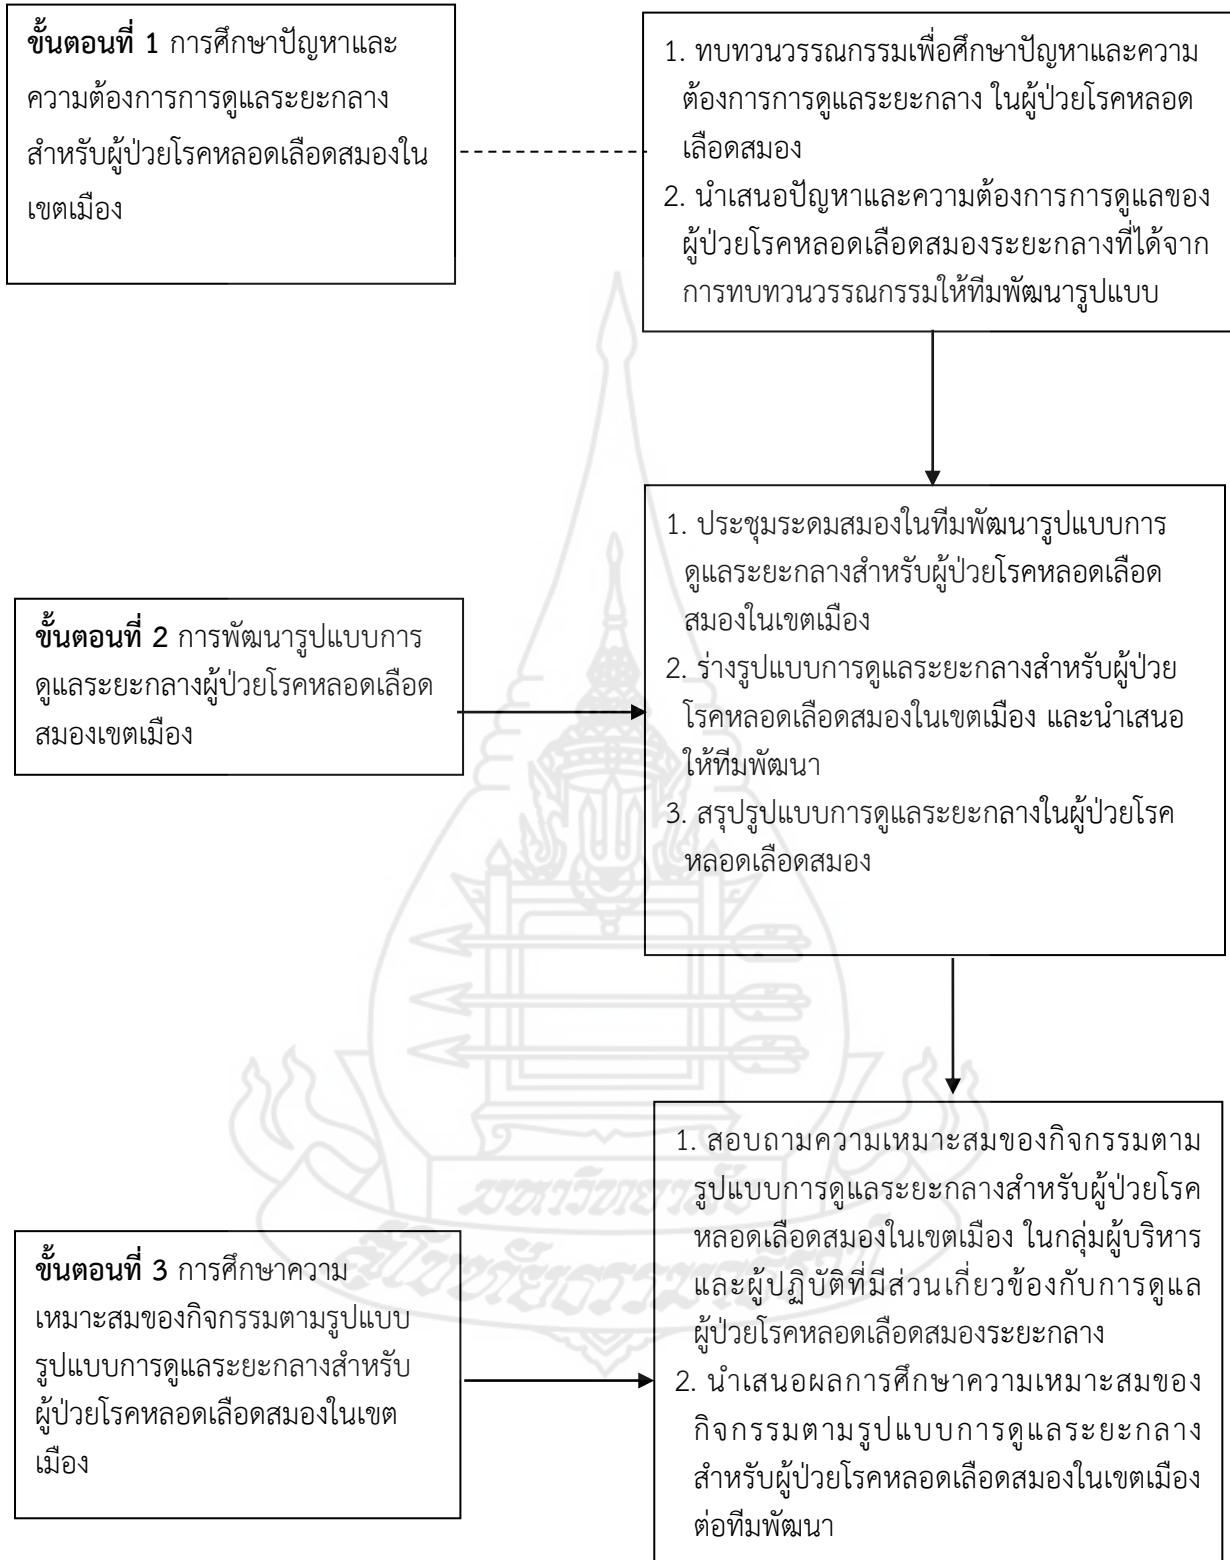 ขั้นตอนที่ 1 การศึกษาปัญหาและ
ความต้องการการดูแลระยะกลาง
สำหรับผู้ป่วยโรคหลอดเลือดสมองใน
เขตเมือง
1. ทบทวนวรรณกรรมเพื่อศึกษาปัญหาและความ
ต้องการการดูแลระยะกลาง ในผู้ป่วยโรคหลอด
เลือดสมอง
2. นำเสนอปัญหาและความต้องการการดูแลของ
ผู้ป่วยโรคหลอดเลือดสมองระยะกลางที่ได้จาก
การทบทวนวรรณกรรมให้ทีมพัฒนารูปแบบ
ขั้นตอนที่ 2 การพัฒนารูปแบบการ
ดูแลระยะกลางผู้ป่วยโรคหลอดเลือด
สมองเขตเมือง
1. ประชุมระดมสมองในทีมพัฒนารูปแบบการ
ดูแลระยะกลางสำหรับผู้ป่วยโรคหลอดเลือด
สมองในเขตเมือง
2. ร่างรูปแบบการดูแลระยะกลางสำหรับผู้ป่วย
โรคหลอดเลือดสมองในเขตเมือง และนำเสนอ
ให้ทีมพัฒนา
3. สรุปรูปแบบการดูแลระยะกลางในผู้ป่วยโรค
หลอดเลือดสมอง
ขั้นตอนที่ 3 การศึกษาความ
เหมาะสมของกิจกรรมตามรูปแบบ
รูปแบบการดูแลระยะกลางสำหรับ
ผู้ป่วยโรคหลอดเลือดสมองในเขต
เมือง
1. สอบถามความเหมาะสมของกิจกรรมตาม
รูปแบบการดูแลระยะกลางสำหรับผู้ป่วยโรค
หลอดเลือดสมองในเขตเมือง ในกลุ่มผู้บริหาร
และผู้ปฏิบัติที่มีส่วนเกี่ยวข้องกับการดูแล
ผู้ป่วยโรคหลอดเลือดสมองระยะกลาง
2. นำเสนอผลการศึกษาความเหมาะสมของ
กิจกรรมตามรูปแบบการดูแลระยะกลาง
สำหรับผู้ป่วยโรคหลอดเลือดสมองในเขตเมือง
ต่อทีมพัฒนา
มหาวิทยาลัย
สุโขทัยธรรมาธิราช